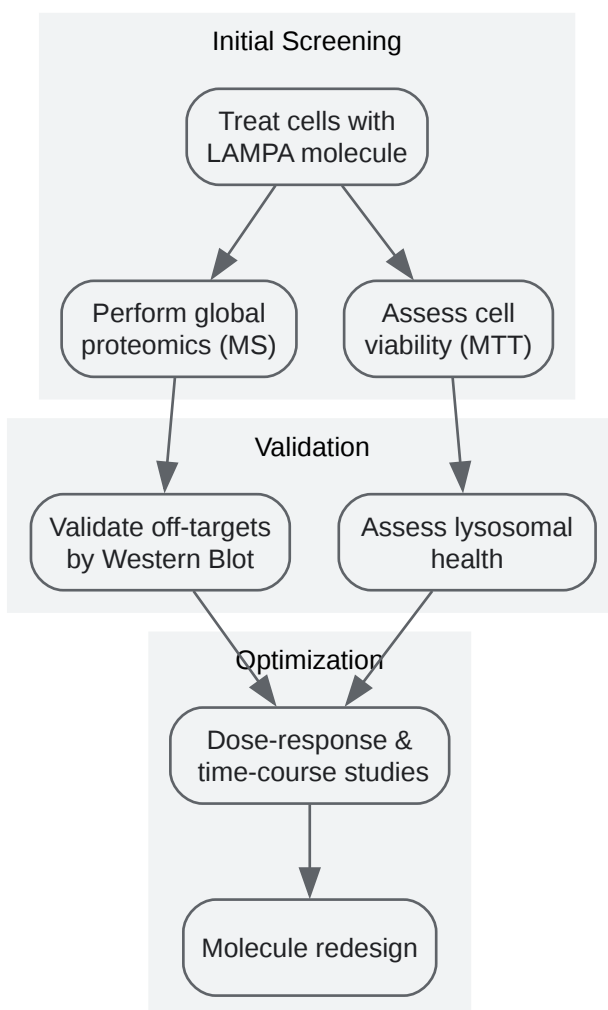 Initial Screening
Treat cells with
LAMPA molecule
Perform global
proteomics (MS)
Assess cell
viability (MTT)
Validation
Validate off-targets
by Western Blot
Assess lysosomal
health
Optimization
Dose-response &
time-course studies
Molecule redesign